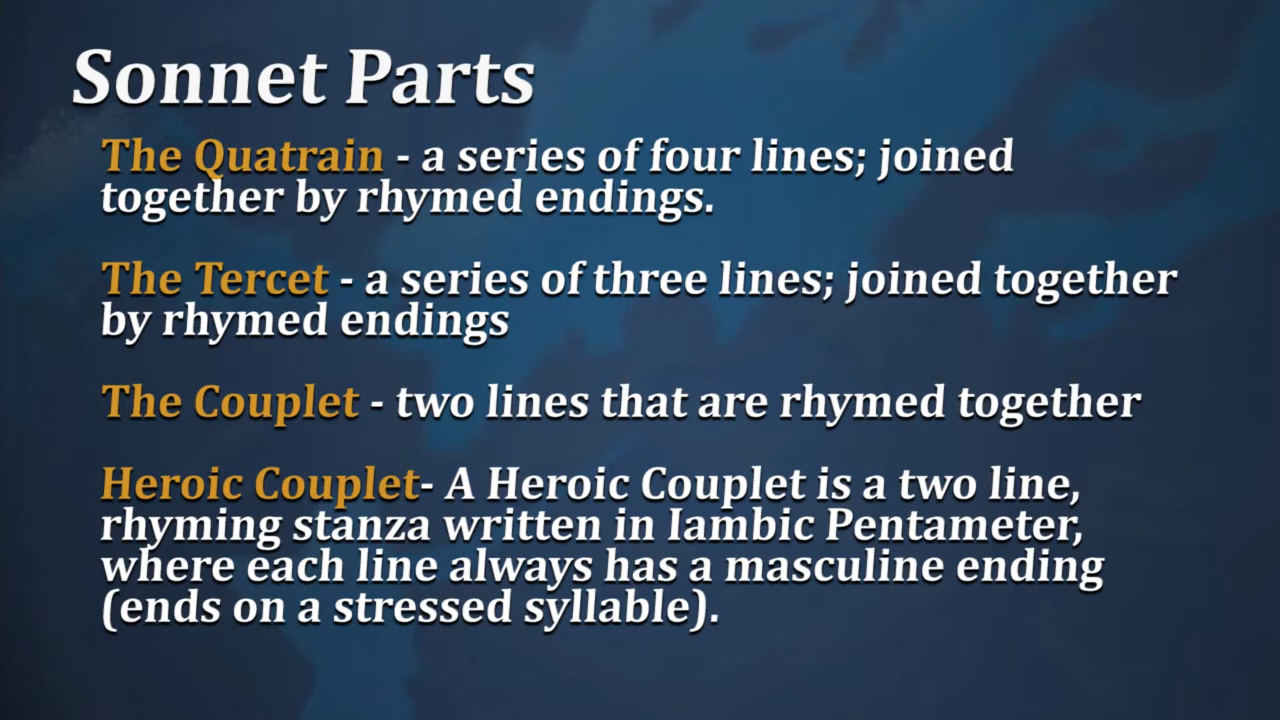 Sonnet Parts
The Quatrain - a series of four lines; joined
together by rhymed endings.
The Tercet - a series of three lines; joined together
by rhymed endings
The Couplet - two lines that are rhymed together
Heroic Couplet- A Heroic Couplet is a two line,
rhyming stanza written in Iambic Pentameter,
where each line always has a masculine ending
(ends on a stressed syllable).